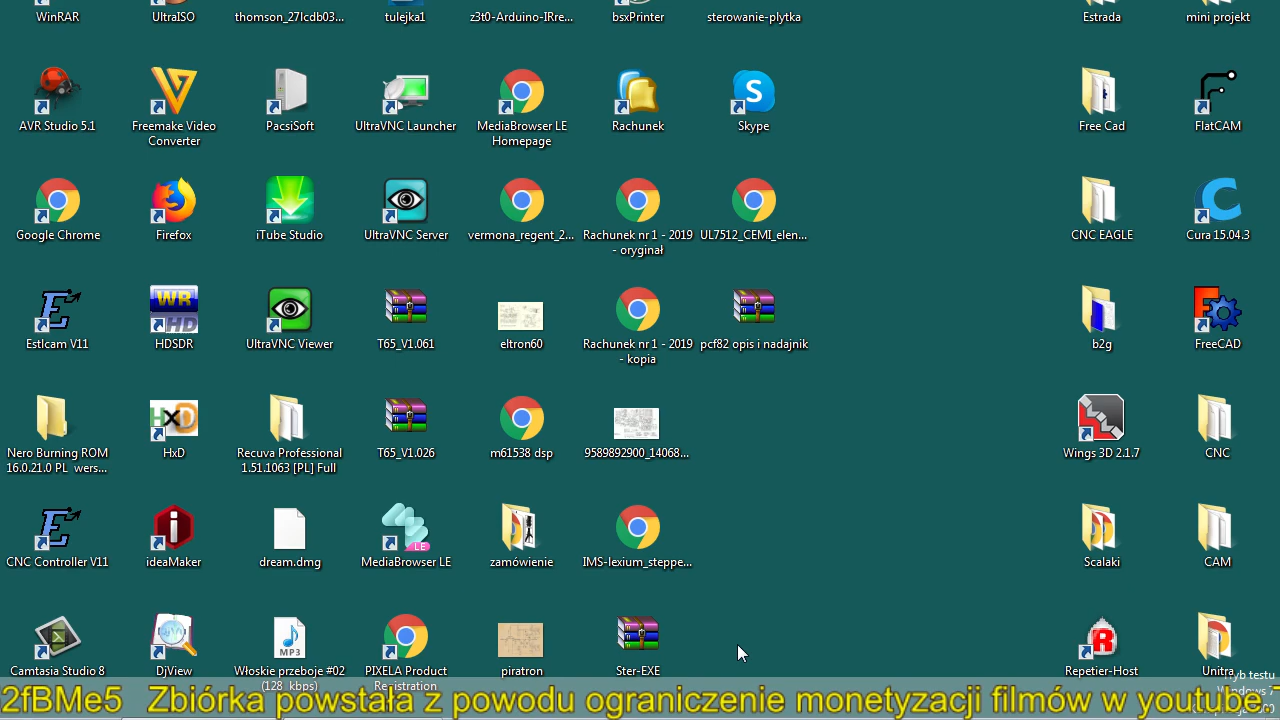 WinRAR
UltraISO
thomson_27lcdb03...
tulejka1
z3t0-Arduino-IRre...
bsxPrinter
sterowanie-plytka
Estrada
mini projekt
AVR Studio 5.1
Freemake Video
Converter
PacsiSoft
UltraVNC Launcher
MediaBrowser LE
Homepage
Rachunek
Skype
Free Cad
FlatCAM
Google Chrome
Firefox
iTube Studio
UltraVNC Server
vermona_regent_2...
Rachunek nr 1 - 2019
- oryginał
UL7512_CEMI_elen...
CNC EAGLE
Cura 15.04.3
Estlcam V11
HDSDR
UltraVNC Viewer
T65_V1.061
eltron60
Rachunek nr 1 - 2019
- kopia
pcf82 opis i nadajnik
b2g
FreeCAD
Nero Burning ROM
16.0.21.0 PL wers...
HxD
Recuva Professional
1.51.1063 [PL] Full
T65_V1.026
m61538 dsp
9589892900_14068...
Wings 3D 2.1.7
CNC
CNC Controller V11
ideaMaker
dream.dmg
MediaBrowser LE
zamówienie
IMS-lexium_steppe...
Scalaki
CAM
Camtasia Studio 8
DjView
Włoskie przeboje #02
(128 kbps)
PIXELA Product
Registration
piratron
Ster-EXE
Repetier-Host
Unitra
testu
Windows 7
2fBMe5 Zbiórka powstała z powodu ograniczenie monetyzacji filmów w youtube.